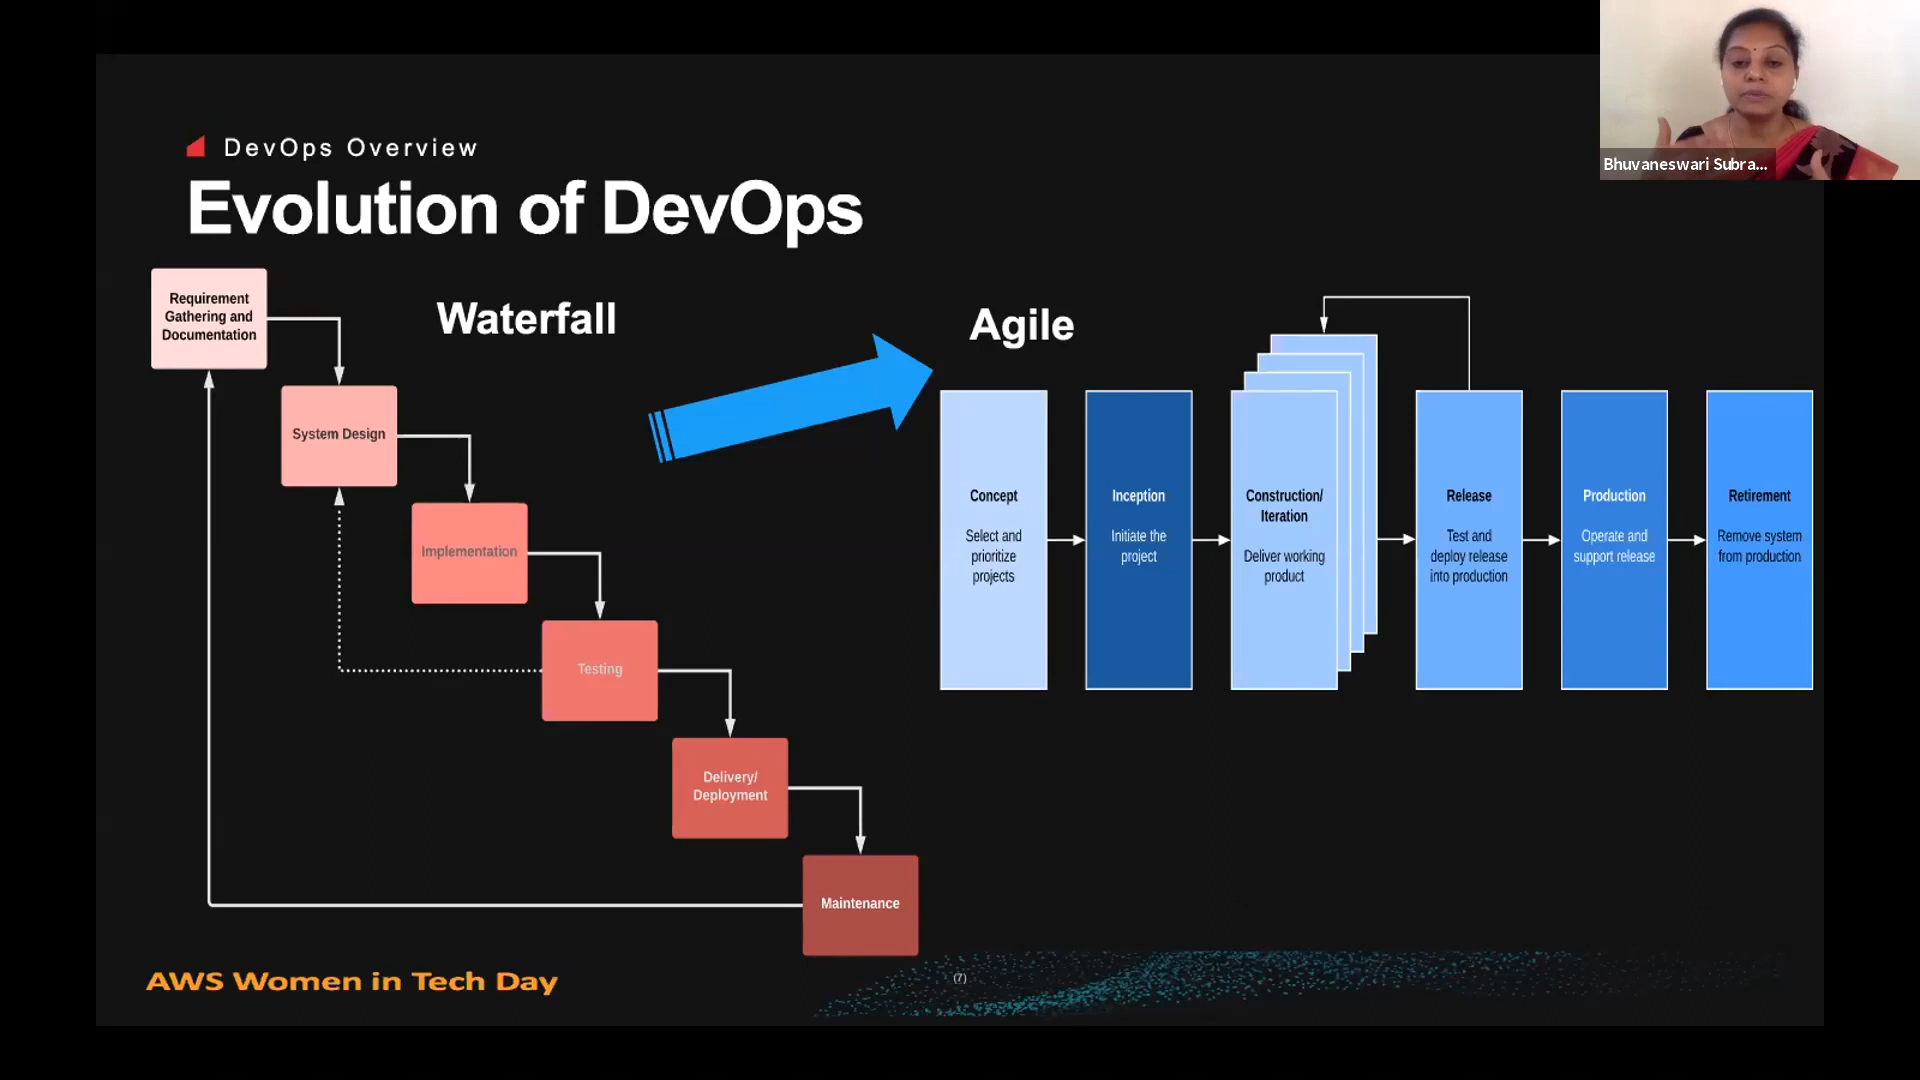 DevOps Overview
Evolution of DevOps
Bhuvaneswari Subra...
Waterfall
Requirement
Gathering and
Documentation
System Design
Implementation
Testing
Delivery/
Deployment
Maintenance
Agile
Concept
Select and
prioritize
projects
Inception
Initiate the
project
Construction/
Iteration
Deliver working
product
Release
Test and
deploy release
into production
Production
Operate and
support release
Retirement
Remove system
from production
AWS Women in Tech Day
(7)